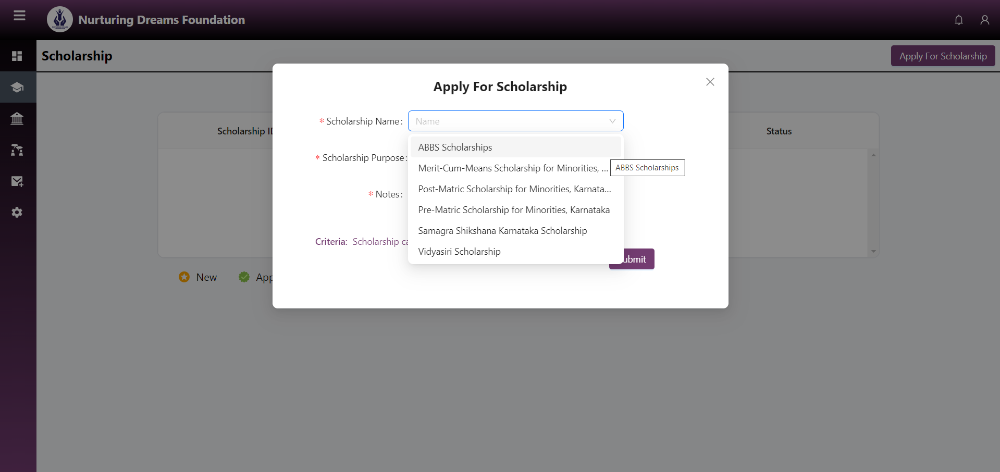 Nurturing Dreams Foundation
Scholarship
Apply For Scholarship
Apply For Scholarship
* Scholarship Name:
Name
Scholarship ID
Status
ABBS Scholarships
* Scholarship Purpose:
Merit-Cum-Means Scholarship for Minorities, ...
ABBS Scholarships
Post-Matric Scholarship for Minorities, Karnata...
* Notes:
Pre-Matric Scholarship for Minorities, Karnataka
Samagra Shikshana Karnataka Scholarship
Criteria: Scholarship ca
Vidyasiri Scholarship
ubmit
New
App